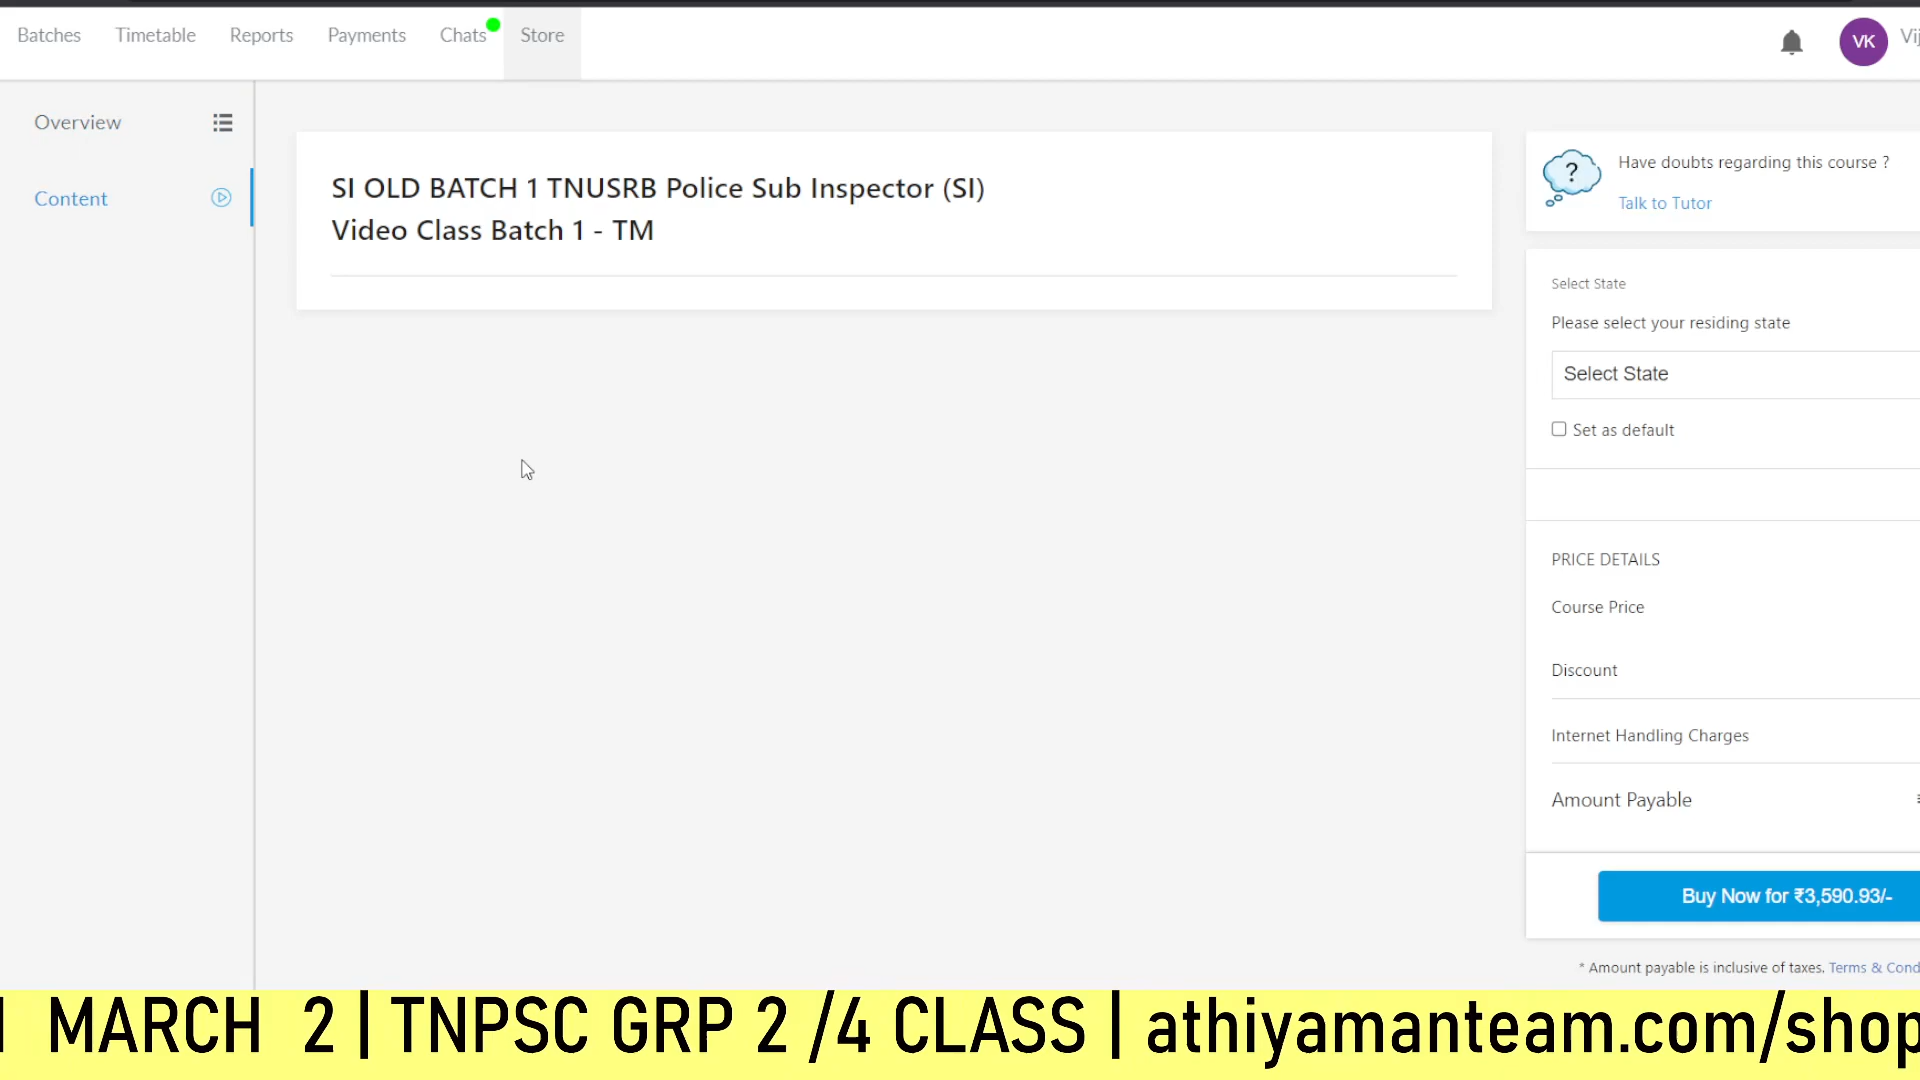 Batches Timetable Reports Payments Chats Store
VK
Overview
Content
SI OLD BATCH 1 TNUSRB Police Sub Inspector (SI)
Video Class Batch 1 - TM
?
Have doubts regarding this course ?
Talk to Tutor
Select State
Please select your residing state
Select State
Set as default
PRICE DETAILS
Course Price
Discount
Internet Handling Charges
Amount Payable
Buy Now for ₹3,590.93/-
* Amount payable is inclusive of taxes. Terms & Cond
MARCH 2 | TNPSC GRP 2 /4 CLASS | athiyamanteam.com/shop